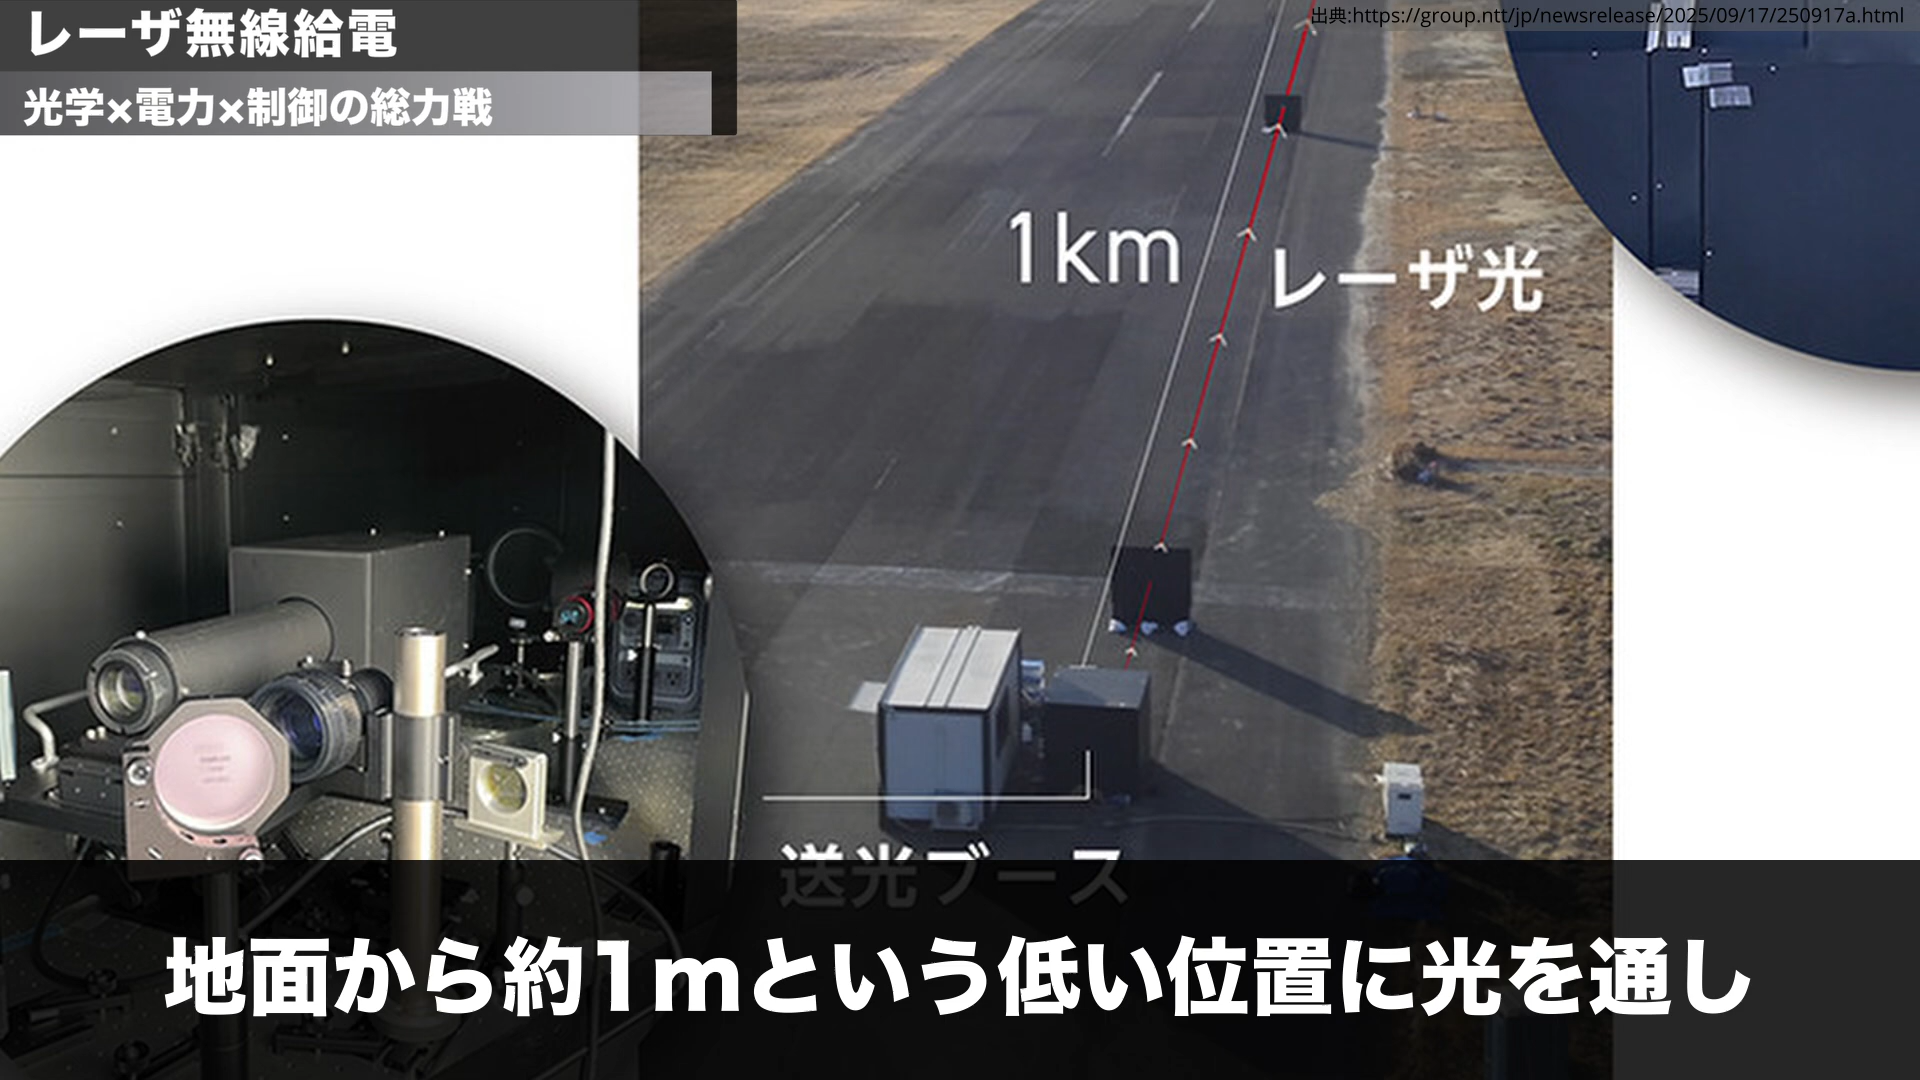 レーザ無線給電
光学×電力×制御の総力戦
出典:https://group.ntt/jp/newsrelease/2025/09/17/250917a.html
1km
レーザ光
送光ブース
地面から約1mという低い位置に光を通し